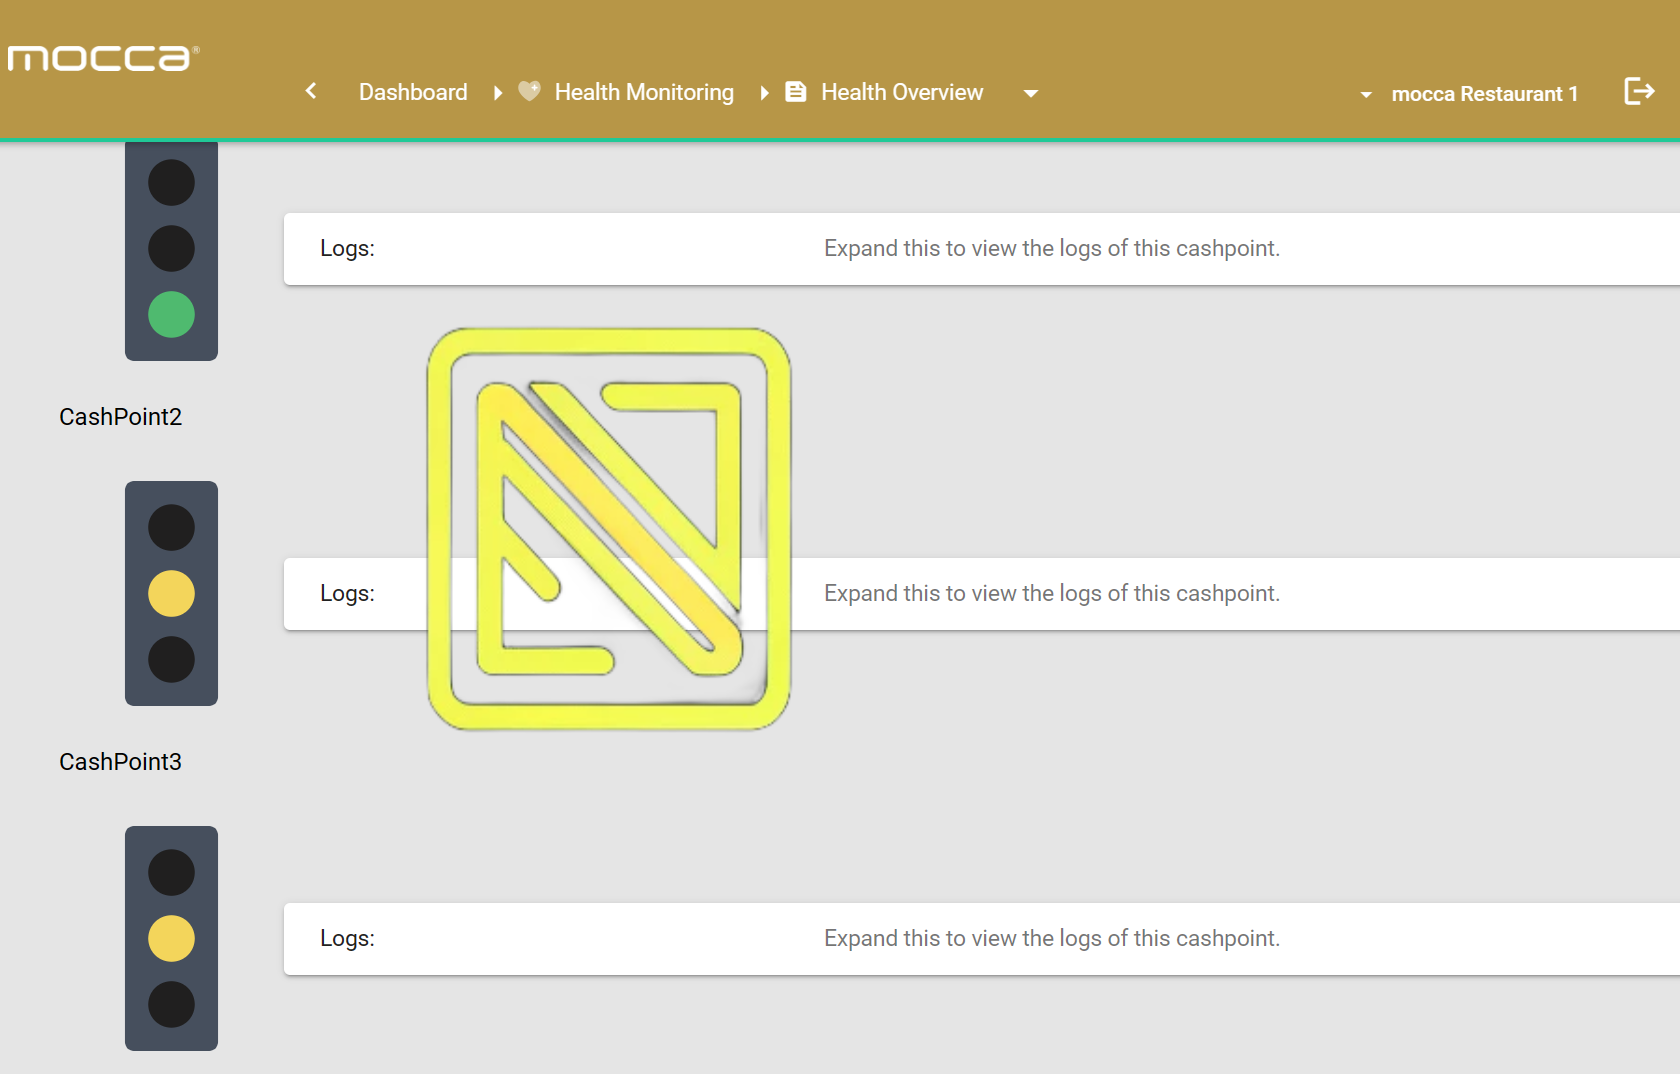 mocca®
Dashboard Health Monitoring Health Overview mocca Restaurant 1
Logs: Expand this to view the logs of this cashpoint.
CashPoint2
Logs: Expand this to view the logs of this cashpoint.
CashPoint3
Logs: Expand this to view the logs of this cashpoint.